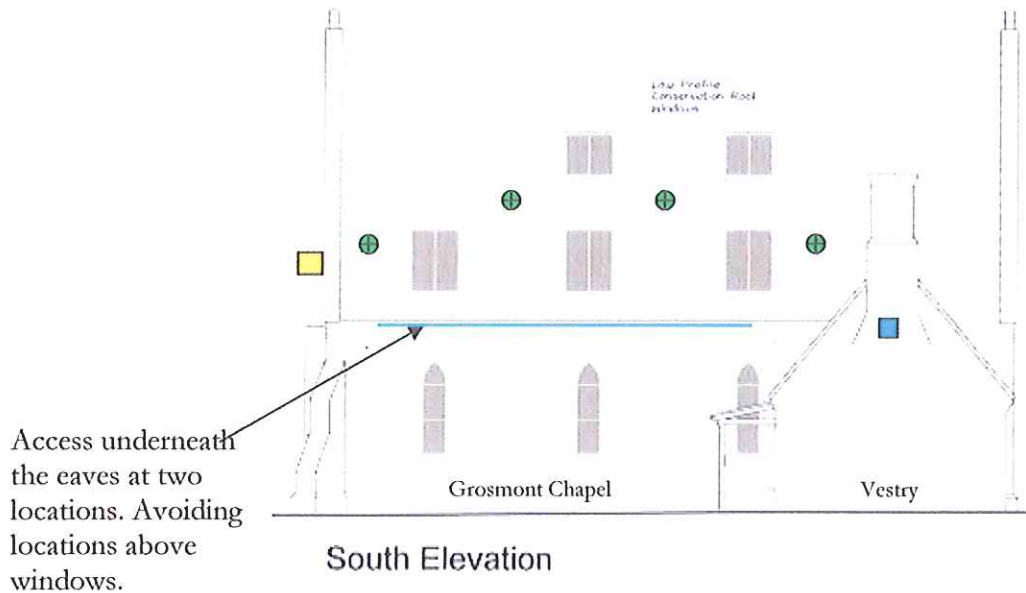 Low Profile
Conservation Roof
Windows
Access underneath
the eaves at two
locations. Avoiding
locations above
windows.
Grosmont Chapel
Vestry
South Elevation